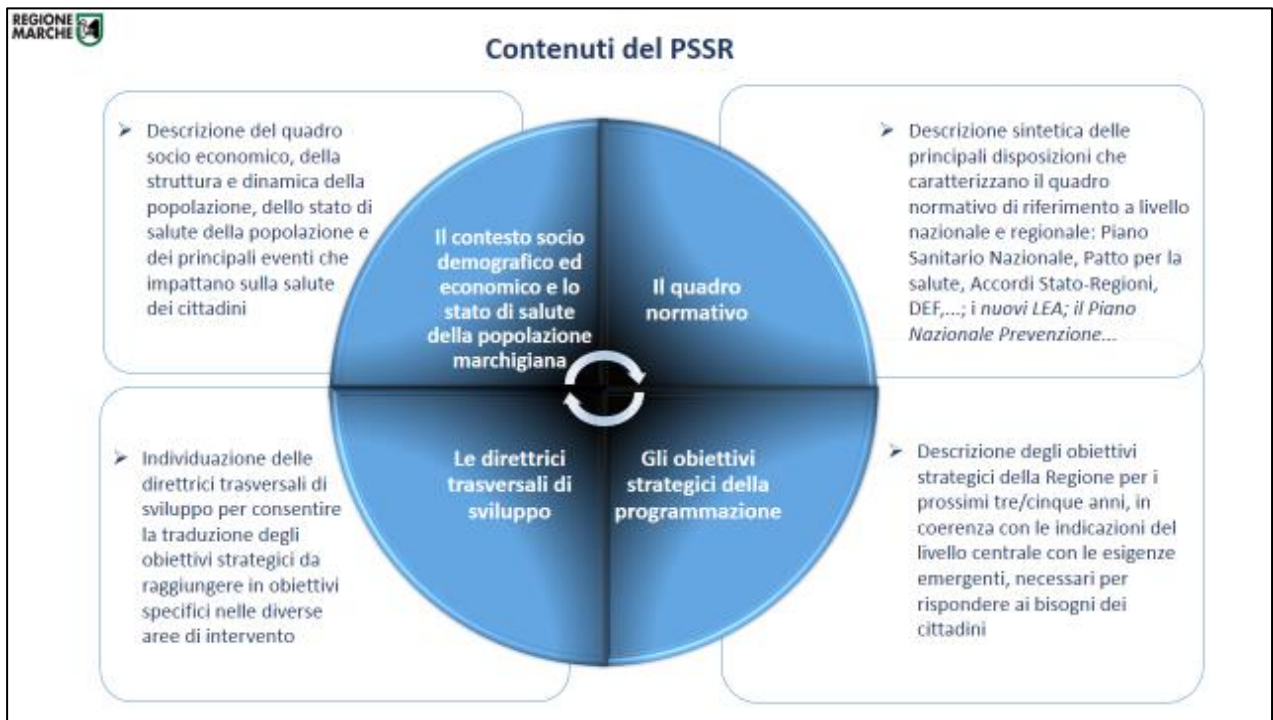 REGIONE
MARCHE
Contenuti del PSSR
➢ Descrizione del quadro
socio economico, della
struttura e dinamica della
popolazione, dello stato di
salute della popolazione e
dei principali eventi che
impattano sulla salute
dei cittadini
Il contesto socio
demografico ed
economico e lo
stato di salute
della popolazione
marchigiana
Il quadro
normativo
➢ Descrizione sintetica delle
principali disposizioni che
caratterizzano il quadro
normativo di riferimento a livello
nazionale e regionale: Piano
Sanitario Nazionale, Patto per la
salute, Accordi Stato-Regioni,
DEF,...; i nuovi LEA; il Piano
Nazionale Prevenzione...
➢ Individuazione delle
direttrici trasversali di
sviluppo per consentire
la traduzione degli
obiettivi strategici da
raggiungere in obiettivi
specifici nelle diverse
aree di intervento
Le direttrici
trasversali di
sviluppo
Gli obiettivi
strategici della
programmazione
➢ Descrizione degli obiettivi
strategici della Regione per i
prossimi tre/cinque anni, in
coerenza con le indicazioni del
livello centrale con le esigenze
emergenti, necessari per
rispondere ai bisogni dei
cittadini